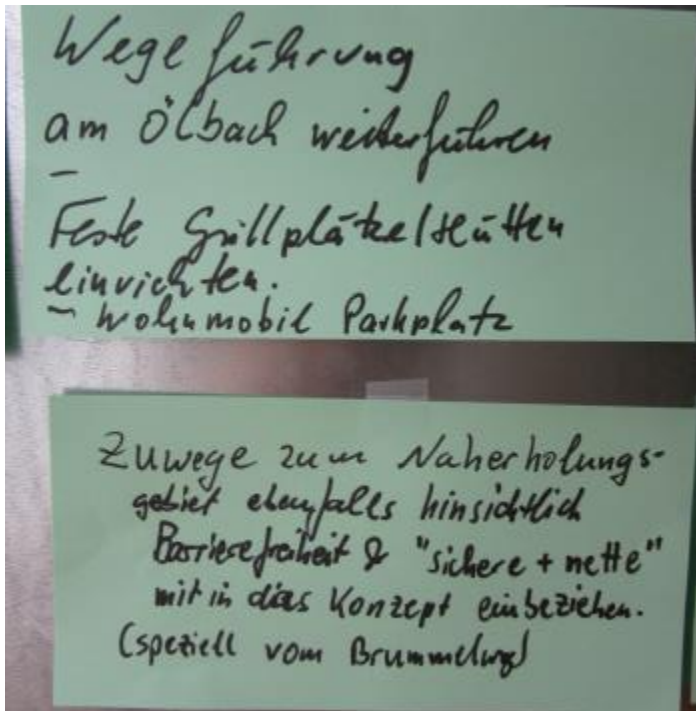 Wegeführung
am Ölbach weiterführen
–
Feste Grillplätze/Hütten
einrichten.
– Wohnmobil Parkplatz
Zuwege zum Naherholungs-
gebiet ebenfalls hinsichtlich
Barrierefreiheit & "sichere + nette"
mit in das Konzept einbeziehen.
(speziell vom Brummelweg)